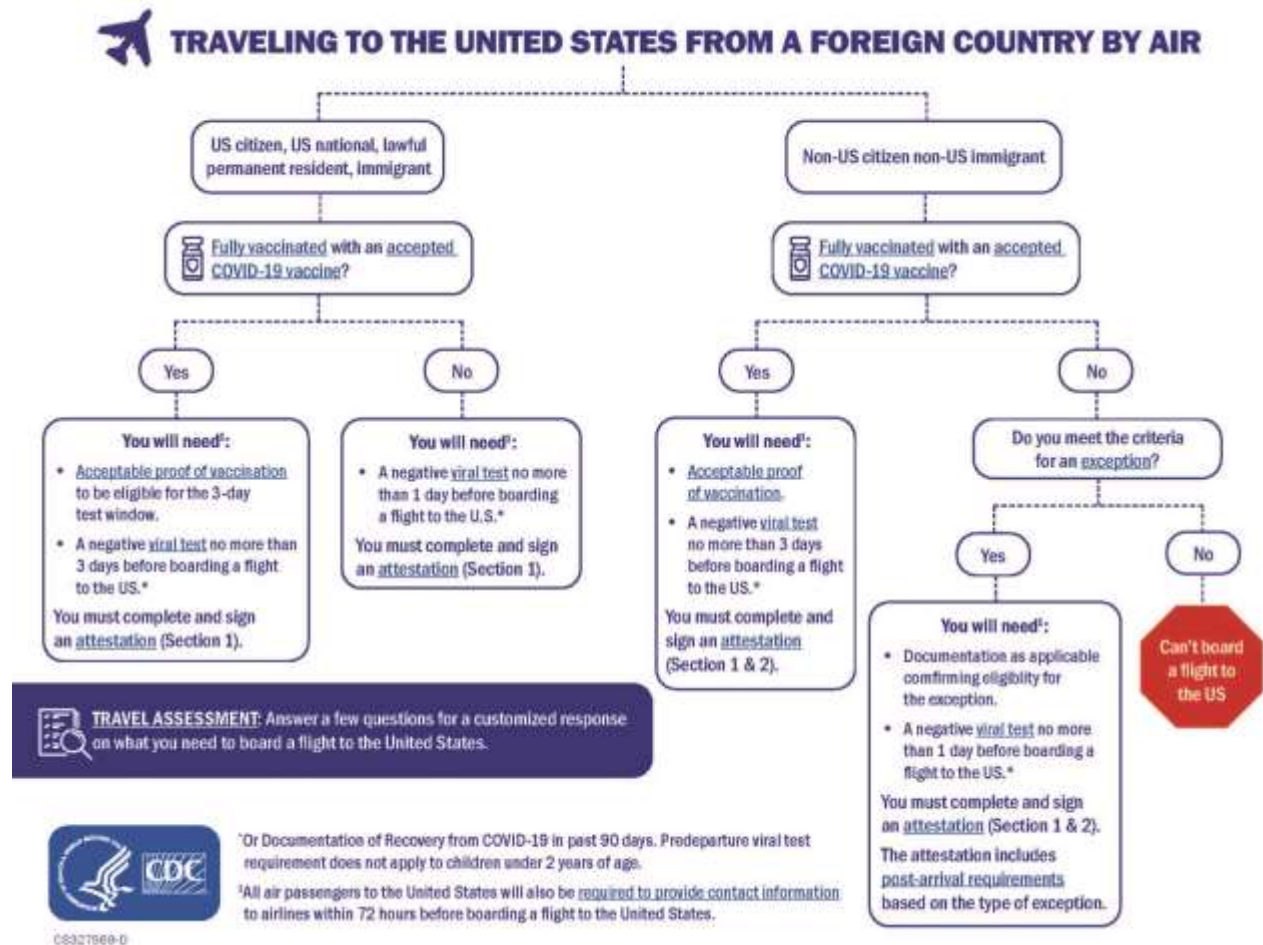 TRAVELING TO THE UNITED STATES FROM A FOREIGN COUNTRY BY AIR
US citizen, US national, lawful
permanent resident, immigrant
Fully vaccinated with an accepted
COVID-19 vaccine?
Yes
You will need¹:
• Acceptable proof of vaccination
to be eligible for the 3-day
test window.
• A negative viral test no more than
3 days before boarding a flight
to the US.*
You must complete and sign
an attestation (Section 1).
No
You will need¹:
• A negative viral test no more
than 1 day before boarding
a flight to the U.S.*
You must complete and sign
an attestation (Section 1).
Non-US citizen non-US immigrant
Fully vaccinated with an accepted
COVID-19 vaccine?
Yes
You will need¹:
• Acceptable proof
of vaccination.
• A negative viral test
no more than 3 days
before boarding a flight
to the US.*
You must complete and
sign an attestation
(Section 1 & 2).
No
Do you meet the criteria
for an exception?
Yes
You will need¹:
• Documentation as applicable
comfirming eligiblity for
the exception.
• A negative viral test no more
than 1 day before boarding a
flight to the US.*
You must complete and sign
an attestation (Section 1 & 2).
The attestation includes
post-arrival requirements
based on the type of exception.
No
Can't board
a flight to
the US
TRAVEL ASSESSMENT: Answer a few questions for a customized response
on what you need to board a flight to the United States.
CDC
*Or Documentation of Recovery from COVID-19 in past 90 days. Predeparture viral test
requirement does not apply to children under 2 years of age.
¹All air passengers to the United States will also be required to provide contact information
to airlines within 72 hours before boarding a flight to the United States.
CS327569-D